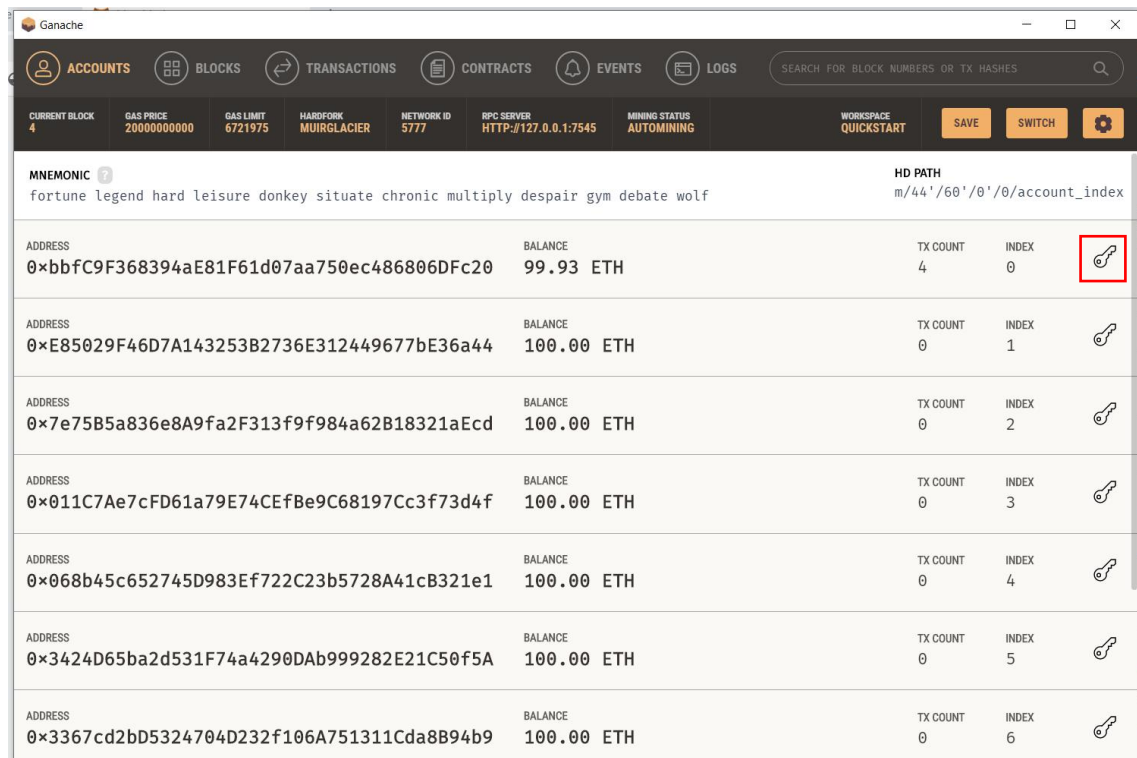 Ganache
ACCOUNTS BLOCKS TRANSACTIONS CONTRACTS EVENTS LOGS SEARCH FOR BLOCK NUMBERS OR TX HASHES
CURRENT BLOCK GAS PRICE GAS LIMIT HARDFORK NETWORK ID RPC SERVER MINING STATUS WORKSPACE
4 20000000000 6721975 MUIRGLACIER 5777 HTTP://127.0.0.1:7545 AUTOMINING QUICKSTART SAVE SWITCH
MNEMONIC ? HD PATH
fortune legend hard leisure donkey situate chronic multiply despair gym debate wolf m/44'/60'/0'/0/account_index
ADDRESS BALANCE TX COUNT INDEX
0×bbfC9F368394aE81F61d07aa750ec486806DFc20 99.93 ETH 4 0
ADDRESS BALANCE TX COUNT INDEX
0×E85029F46D7A143253B2736E312449677bE36a44 100.00 ETH 0 1
ADDRESS BALANCE TX COUNT INDEX
0×7e75B5a836e8A9fa2F313f9f984a62B18321aEcd 100.00 ETH 0 2
ADDRESS BALANCE TX COUNT INDEX
0×011C7Ae7cFD61a79E74CEfBe9C68197Cc3f73d4f 100.00 ETH 0 3
ADDRESS BALANCE TX COUNT INDEX
0×068b45c652745D983Ef722C23b5728A41cB321e1 100.00 ETH 0 4
ADDRESS BALANCE TX COUNT INDEX
0×3424D65ba2d531F74a4290DAb999282E21C50f5A 100.00 ETH 0 5
ADDRESS BALANCE TX COUNT INDEX
0×3367cd2bD5324704D232f106A751311Cda8B94b9 100.00 ETH 0 6